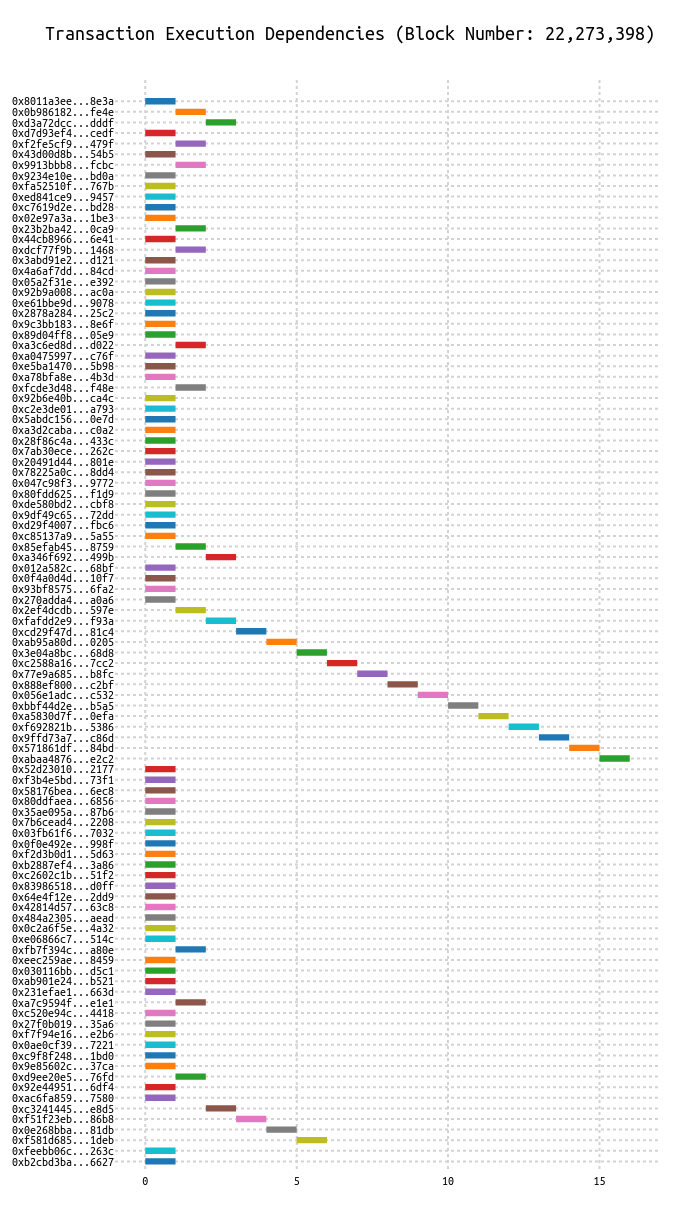 Transaction Execution Dependencies (Block Number: 22,273,398)
0x8011a3ee...8e3a
0x0b986182...fe4e
0xd3a72dcc...dddf
0xd7d93ef4...cedf
0xf2fe5cf9...479f
0x43d00d8b...54b5
0x9913bbb8...fcbc
0x9234e10e...bd0a
0xfa52510f...767b
0xed841ce9...9457
0xc7619d2e...bd28
0x02e97a3a...1be3
0x23b2ba42...0ca9
0x44cb8966...6e41
0xdcf77f9b...1468
0x3abd91e2...d121
0x4a6af7dd...84cd
0x05a2f31e...e392
0x92b9a008...ac0a
0xe61bbe9d...9078
0x2878a284...25c2
0x9c3bb183...8e6f
0x89d04ff8...05e9
0xa3c6ed8d...d022
0xa0475997...c76f
0xe5ba1470...5b98
0xa78bfa8e...4b3d
0xfcde3d48...f48e
0x92b6e40b...ca4c
0xc2e3de01...a793
0x5abdc156...0e7d
0xa3d2caba...c0a2
0x28f86c4a...433c
0x7ab30ece...262c
0x20491d44...801e
0x78225a0c...8dd4
0x047c98f3...9772
0x80fdd625...f1d9
0xde580bd2...cbf8
0x9df49c65...72dd
0xd29f4007...fbc6
0xc85137a9...5a55
0x85efab45...8759
0xa346f692...499b
0x012a582c...68bf
0x0f4a0d4d...10f7
0x93bf8575...6fa2
0x270adda4...a0a6
0x2ef4dcdb...597e
0xfafdd2e9...f93a
0xcd29f47d...81c4
0xab95a80d...0205
0x3e04a8bc...68d8
0xc2588a16...7cc2
0x77e9a685...b8fc
0x888ef800...c2bf
0x056e1adc...c532
0xbbf44d2e...b5a5
0xa5830d7f...0efa
0xf692821b...5386
0x9ffd73a7...c86d
0x571861df...84bd
0xabaa4876...e2c2
0x52d23010...2177
0xf3b4e5bd...73f1
0x58176bea...6ec8
0x80ddfaea...6856
0x35ae095a...87b6
0x7b6cead4...2208
0x03fb61f6...7032
0x0f0e492e...998f
0xf2d3b0d1...5d63
0xb2887ef4...3a86
0xc2602c1b...51f2
0x83986518...d0ff
0x64e4f12e...2dd9
0x42814d57...63c8
0x484a2305...aead
0x0c2a6f5e...4a32
0xe06866c7...514c
0xfb7f394c...a80e
0xeec259ae...8459
0x030116bb...d5c1
0xab901e24...b521
0x231efae1...663d
0xa7c9594f...e1e1
0xc520e94c...4418
0x27f0b019...35a6
0xf7f94e16...e2b6
0x0ae0cf39...7221
0xc9f8f248...1bd0
0x9e85602c...37ca
0xd9ee20e5...76fd
0x92e44951...6df4
0xac6fa859...7580
0xc3241445...e8d5
0xf51f23eb...86b8
0x0e268bba...81db
0xf581d685...1deb
0xfeebb06c...263c
0xb2cbd3ba...6627
0 5 10 15